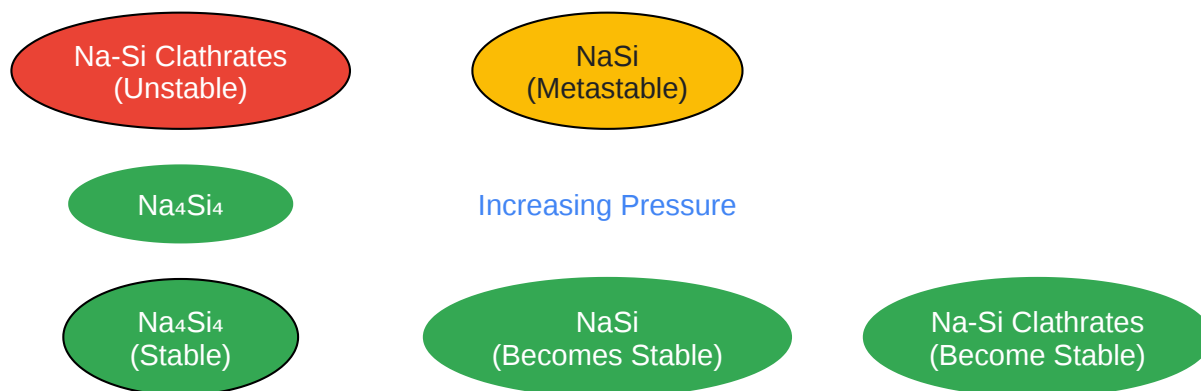 Na-Si Clathrates
(Unstable)
NaSi
(Metastable)
Na₄Si₄
Increasing Pressure
Na₄Si₄
(Stable)
NaSi
(Becomes Stable)
Na-Si Clathrates
(Become Stable)